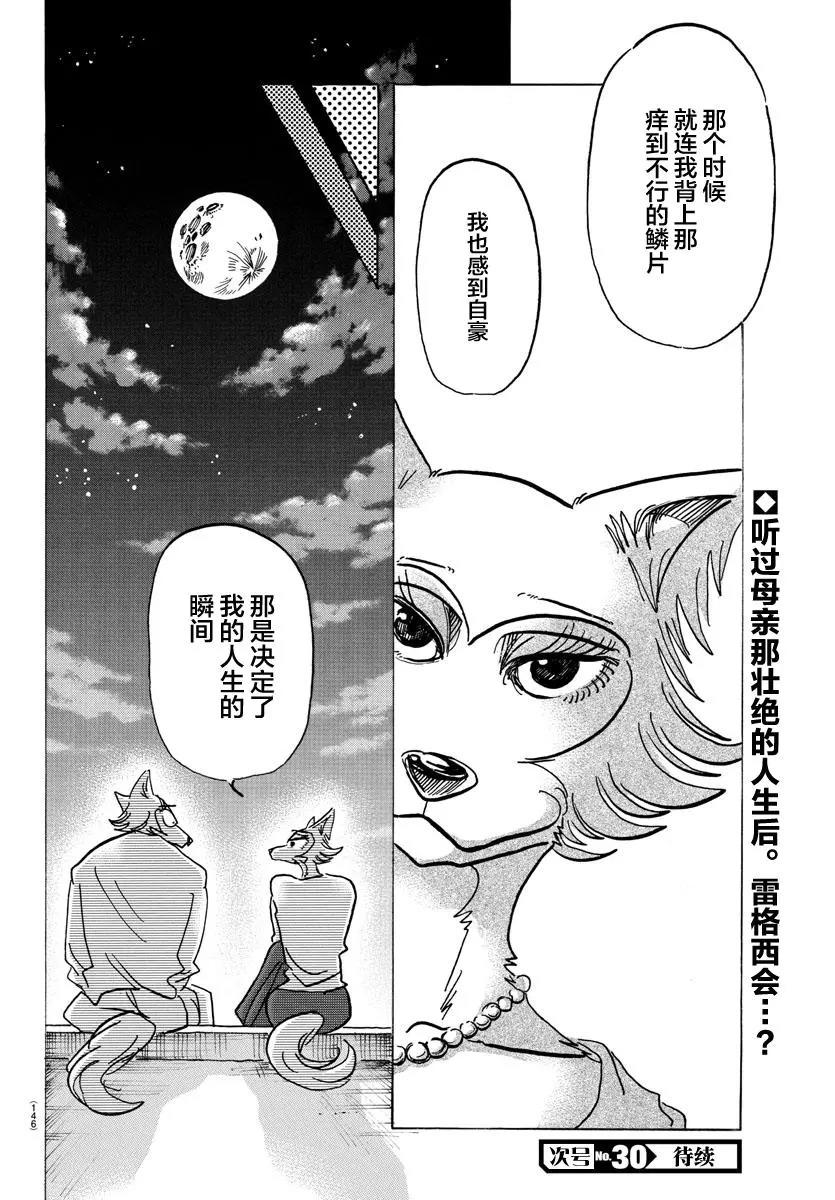 那个时候
就连我背上那
痒到不行的鳞片
我也感到自豪
那是决定了
我的人生的
瞬间
◆听过母亲那壮绝的人生后。雷格西会…？
次号No.30 待续
(146)